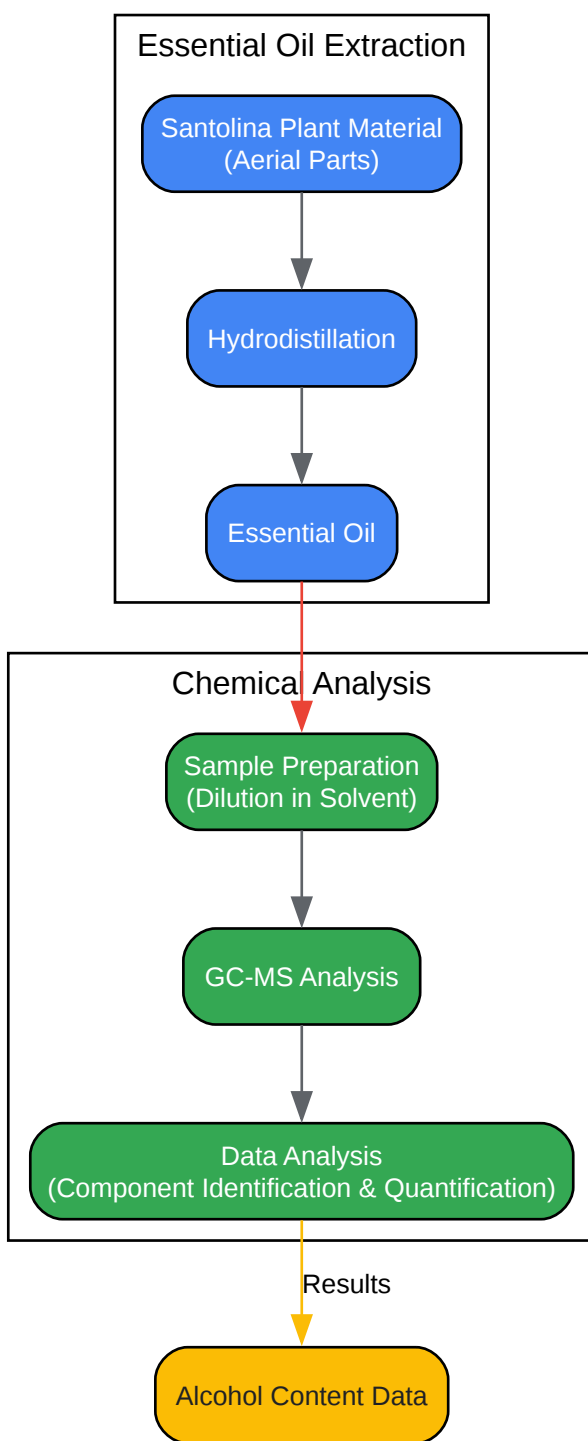 Essential Oil Extraction
Santolina Plant Material
(Aerial Parts)
Hydrodistillation
Essential Oil
Chemical Analysis
Sample Preparation
(Dilution in Solvent)
GC-MS Analysis
Data Analysis
(Component Identification & Quantification)
Results
Alcohol Content Data